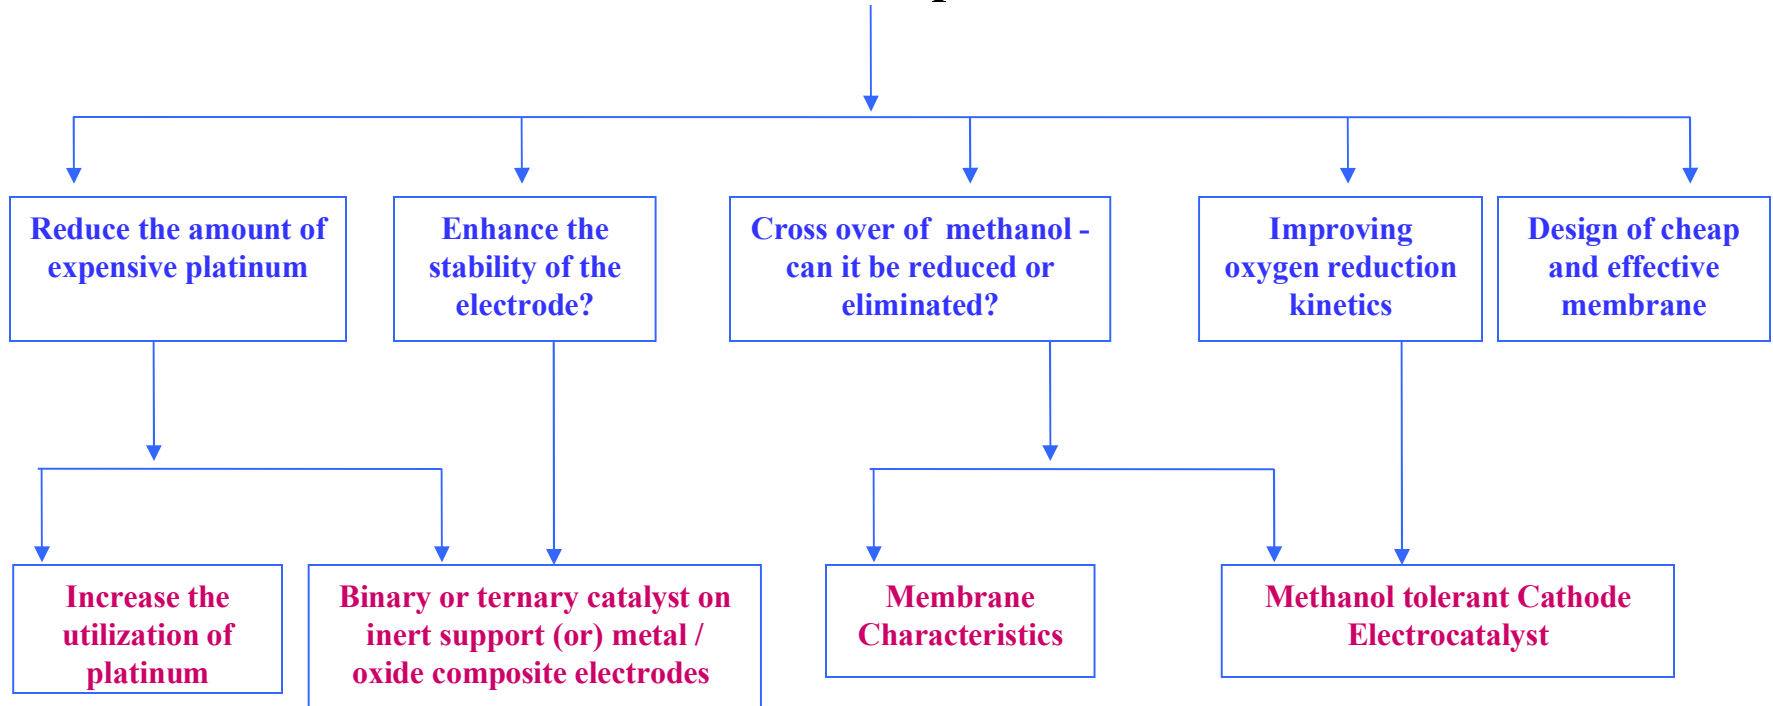 Reduce the amount of
expensive platinum
Enhance the
stability of the
electrode?
Cross over of methanol -
can it be reduced or
eliminated?
Improving
oxygen reduction
kinetics
Design of cheap
and effective
membrane
Increase the
utilization of
platinum
Binary or ternary catalyst on
inert support (or) metal /
oxide composite electrodes
Membrane
Characteristics
Methanol tolerant Cathode
Electrocatalyst